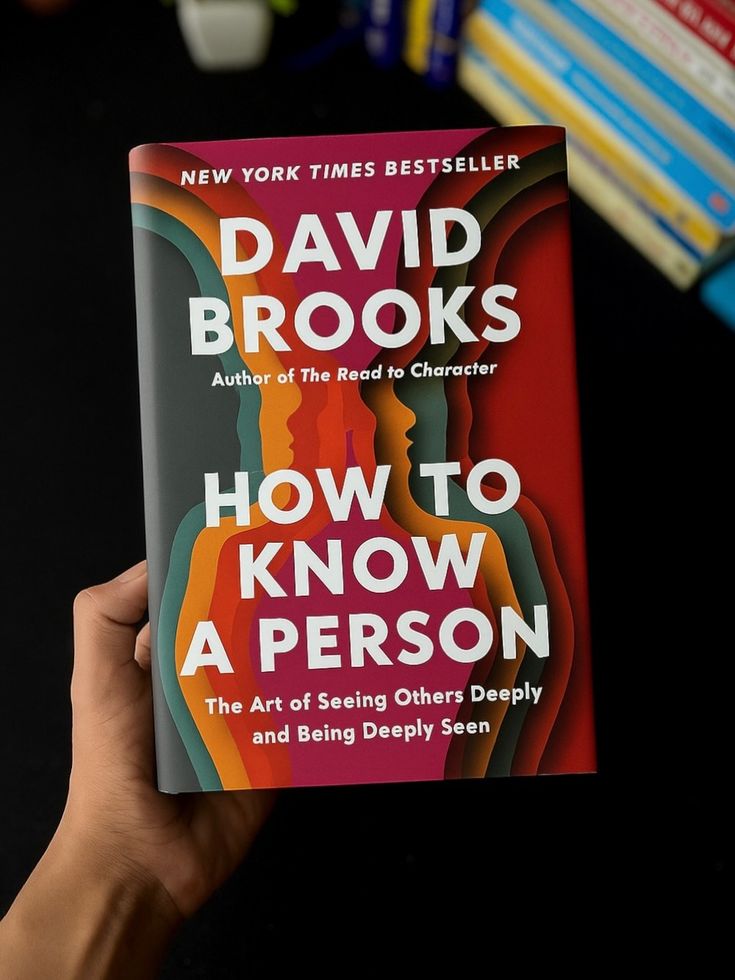 NEW YORK TIMES BESTSELLER
DAVID
BROOKS
Author of The Read to Character
HOW TO
KNOW
A PERSON
The Art of Seeing Others Deeply
and Being Deeply Seen